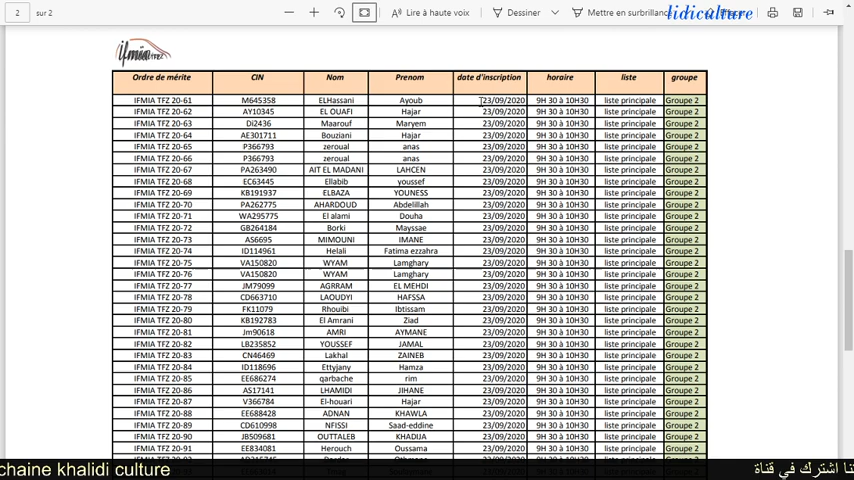 2 sur 2 Lire à haute voix Dessiner Mettre en surbrillance lidiculture
ifmia
Ordre de mérite CIN Nom Prenom date d'inscription horaire liste groupe
IFMIA TFZ 20-61 M645358 ELHassani Ayoub 23/09/2020 9H 30 à 10H30 liste principale Groupe 2
IFMIA TFZ 20-62 AY10345 EL OUAFI Hajar 23/09/2020 9H 30 à 10H30 liste principale Groupe 2
IFMIA TFZ 20-63 DI2436 Maarouf Maryem 23/09/2020 9H 30 à 10H30 liste principale Groupe 2
IFMIA TFZ 20-64 AE301711 Bouziani Hajar 23/09/2020 9H 30 à 10H30 liste principale Groupe 2
IFMIA TFZ 20-65 P366793 zeroual anas 23/09/2020 9H 30 à 10H30 liste principale Groupe 2
IFMIA TFZ 20-66 P366793 zeroual anas 23/09/2020 9H 30 à 10H30 liste principale Groupe 2
IFMIA TFZ 20-67 PA263490 AIT EL MADANI LAHCEN 23/09/2020 9H 30 à 10H30 liste principale Groupe 2
IFMIA TFZ 20-68 EC63445 Ellabib youssef 23/09/2020 9H 30 à 10H30 liste principale Groupe 2
IFMIA TFZ 20-69 KB191937 ELBAZA YOUNESS 23/09/2020 9H 30 à 10H30 liste principale Groupe 2
IFMIA TFZ 20-70 PA262775 AHARDOUD Abdelillah 23/09/2020 9H 30 à 10H30 liste principale Groupe 2
IFMIA TFZ 20-71 WA295775 El alami Douha 23/09/2020 9H 30 à 10H30 liste principale Groupe 2
IFMIA TFZ 20-72 GB264184 Borki Mayssae 23/09/2020 9H 30 à 10H30 liste principale Groupe 2
IFMIA TFZ 20-73 AS6695 MIMOUNI IMANE 23/09/2020 9H 30 à 10H30 liste principale Groupe 2
IFMIA TFZ 20-74 ID114961 Helali Fatima ezzahra 23/09/2020 9H 30 à 10H30 liste principale Groupe 2
IFMIA TFZ 20-75 VA150820 WYAM Lamghary 23/09/2020 9H 30 à 10H30 liste principale Groupe 2
IFMIA TFZ 20-76 VA150820 WYAM Lamghary 23/09/2020 9H 30 à 10H30 liste principale Groupe 2
IFMIA TFZ 20-77 JM79099 AGRRAM EL MEHDI 23/09/2020 9H 30 à 10H30 liste principale Groupe 2
IFMIA TFZ 20-78 CD663710 LAOUDYI HAFSSA 23/09/2020 9H 30 à 10H30 liste principale Groupe 2
IFMIA TFZ 20-79 FK11079 Rhouibi Ibtissam 23/09/2020 9H 30 à 10H30 liste principale Groupe 2
IFMIA TFZ 20-80 KB192783 El Amrani Ziad 23/09/2020 9H 30 à 10H30 liste principale Groupe 2
IFMIA TFZ 20-81 Jm90618 AMRI AYMANE 23/09/2020 9H 30 à 10H30 liste principale Groupe 2
IFMIA TFZ 20-82 LB235852 YOUSSEF JAMAL 23/09/2020 9H 30 à 10H30 liste principale Groupe 2
IFMIA TFZ 20-83 CN46469 Lakhal ZAINEB 23/09/2020 9H 30 à 10H30 liste principale Groupe 2
IFMIA TFZ 20-84 ID118696 Ettyjany Hamza 23/09/2020 9H 30 à 10H30 liste principale Groupe 2
IFMIA TFZ 20-85 EE686274 qarbache rim 23/09/2020 9H 30 à 10H30 liste principale Groupe 2
IFMIA TFZ 20-86 AS17141 LHAMIDI JIHANE 23/09/2020 9H 30 à 10H30 liste principale Groupe 2
IFMIA TFZ 20-87 V366784 El-houari Hajar 23/09/2020 9H 30 à 10H30 liste principale Groupe 2
IFMIA TFZ 20-88 EE688428 ADNAN KHAWLA 23/09/2020 9H 30 à 10H30 liste principale Groupe 2
IFMIA TFZ 20-89 CD610998 NFISSI Saad-eddine 23/09/2020 9H 30 à 10H30 liste principale Groupe 2
IFMIA TFZ 20-90 JB509681 OUTTALEB KHADIJA 23/09/2020 9H 30 à 10H30 liste principale Groupe 2
IFMIA TFZ 20-91 EE834081 Herouch Oussama 23/09/2020 9H 30 à 10H30 liste principale Groupe 2
chaine khalidi culture نا اشترك في قناة